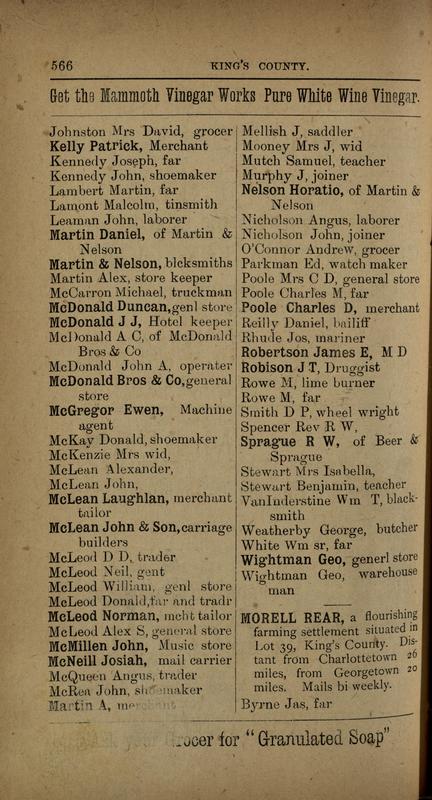 566
KING'S COUNTY.
Get the Mammoth Vinegar Works Pure White Wine Vinegar.
Johnston Mrs David, grocer
Kelly Patrick, Merchant
Kennedy Joseph, far
Kennedy John, shoemaker
Lambert Martin, far
Lamont Malcolm, tinsmith
Leaman John, laborer
Martin Daniel, of Martin &
Nelson
Martin & Nelson, blcksmiths
Martin Alex, store keeper
McCarron Michael, truckman
McDonald Duncan, genl store
McDonald J J, Hotel keeper
McDonald A C, of McDonald
Bros & Co
McDonald John A, operater
McDonald Bros & Co, general
store
McGregor Ewen, Machine
agent
McKay Donald, shoemaker
McKenzie Mrs wid,
McLean Alexander,
McLean John,
McLean Laughlan, merchant
tailor
McLean John & Son, carriage
builders
McLeod D D, trader
McLeod Neil, gent
McLeod William, genl store
McLeod Donald, far and tradr
McLeod Norman, mcht tailor
McLeod Alex S, general store
McMillen John, Music store
McNeill Josiah, mail carrier
McQueen Angus, trader
McRea John, shoemaker
Martin A, merchant
Mellish J, saddler
Mooney Mrs J, wid
Mutch Samuel, teacher
Murphy J, joiner
Nelson Horatio, of Martin &
Nelson
Nicholson Angus, laborer
Nicholson John, joiner
O'Connor Andrew, grocer
Parkman Ed, watch maker
Poole Mrs C D, general store
Poole Charles M, far
Poole Charles D, merchant
Reilly Daniel, bailiff
Rhude Jos, mariner
Robertson James E, M D
Robison J T, Druggist
Rowe M, lime burner
Rowe M, far
Smith D P, wheel wright
Spencer Rev R W,
Sprague R W, of Beer &
Sprague
Stewart Mrs Isabella,
Stewart Benjamin, teacher
VanInderstine Wm T, black-
smith
Weatherby George, butcher
White Wm sr, far
Wightman Geo, generl store
Wightman Geo, warehouse
man
MORELL REAR, a flourishing
farming settlement situated in
Lot 39, King's County. Dis-
tant from Charlottetown 26
miles, from Georgetown 20
miles. Mails bi weekly.
Byrne Jas, far
Grocer for "Granulated Soap"